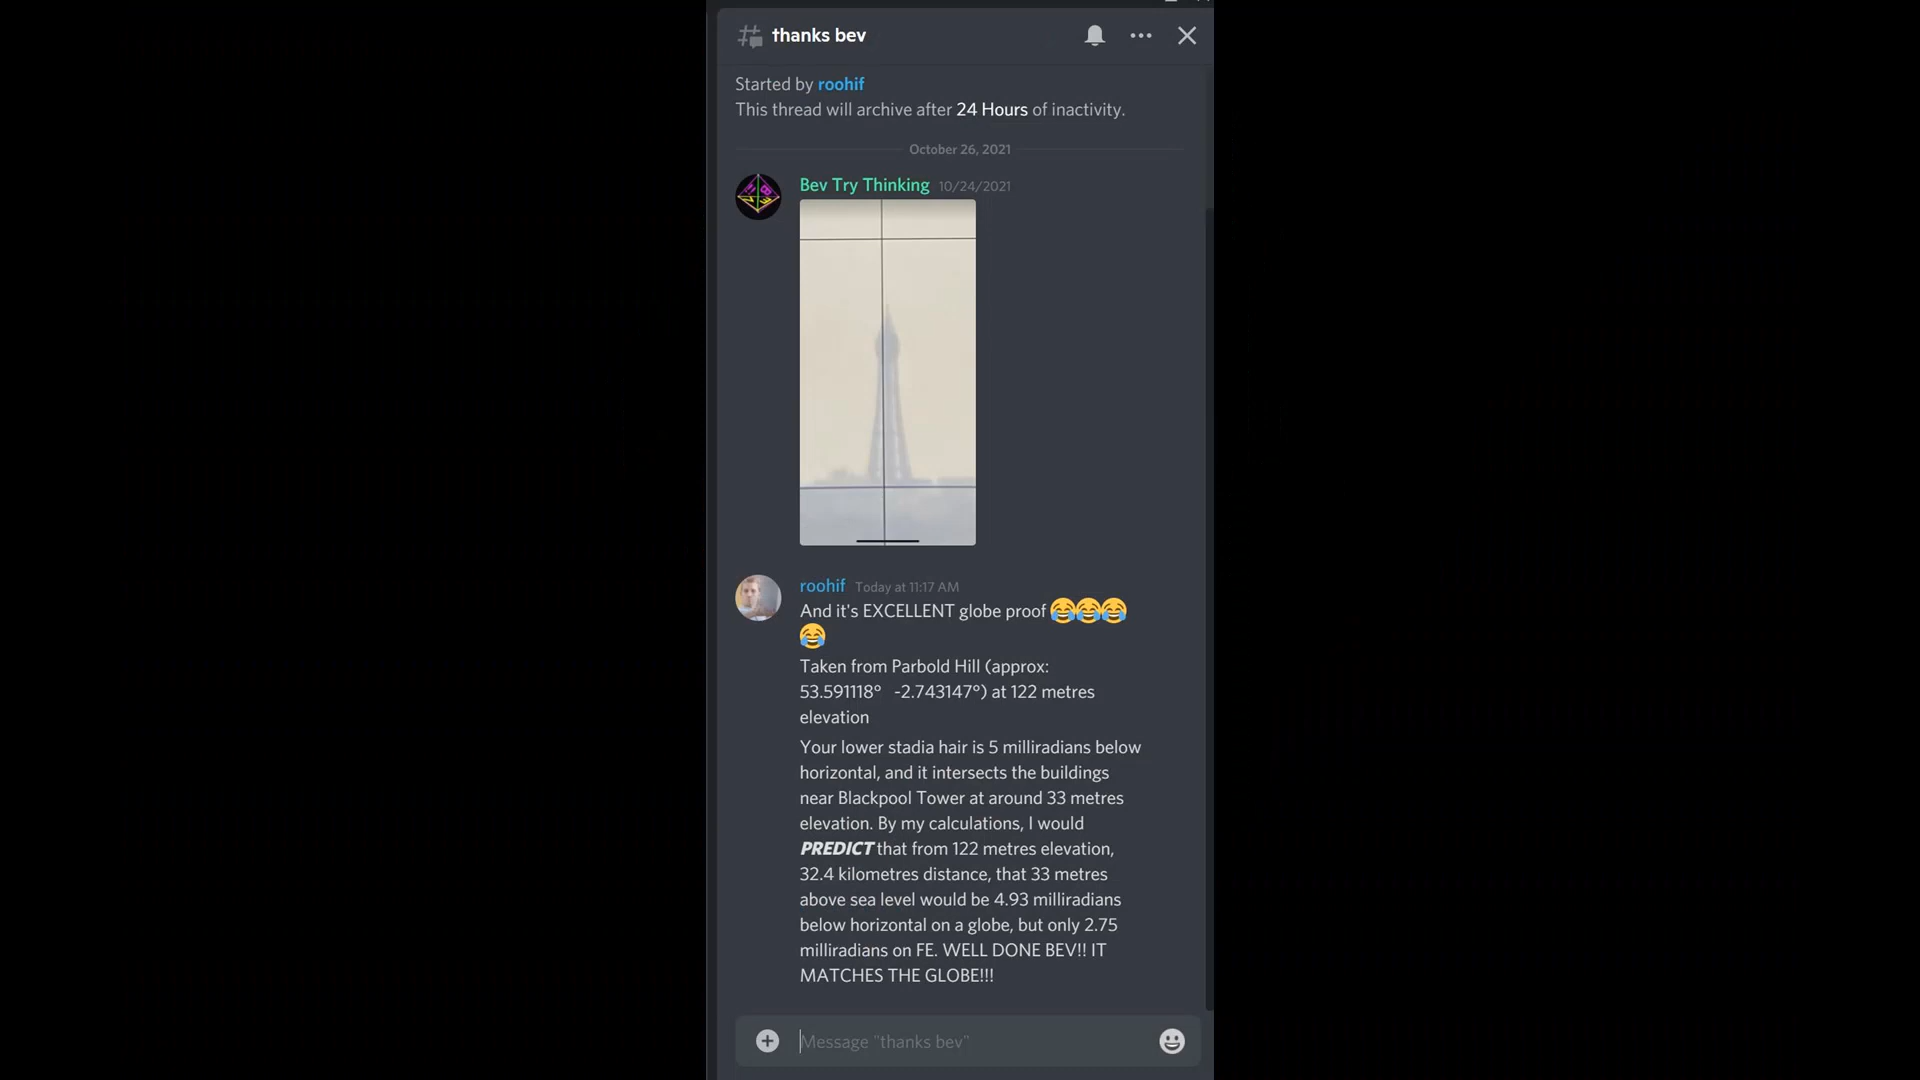 thanks bev
Started by roohif
This thread will archive after 24 Hours of inactivity.
October 26, 2021
Bev Try Thinking 10/24/2021
roohif Today at 11:17 AM
And it's EXCELLENT globe proof 😂😂😂
😂
Taken from Parbold Hill (approx:
53.591118° -2.743147°) at 122 metres
elevation
Your lower stadia hair is 5 milliradians below
horizontal, and it intersects the buildings
near Blackpool Tower at around 33 metres
elevation. By my calculations, I would
PREDICT that from 122 metres elevation,
32.4 kilometres distance, that 33 metres
above sea level would be 4.93 milliradians
below horizontal on a globe, but only 2.75
milliradians on FE. WELL DONE BEV!! IT
MATCHES THE GLOBE!!!
Message "thanks bev"